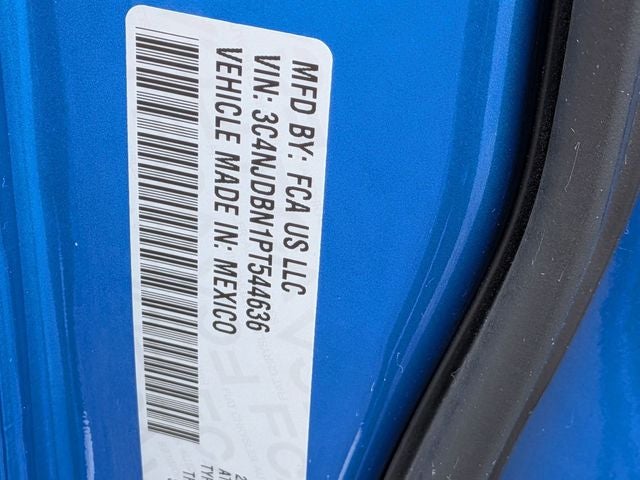 MFD BY: FCA US LLC
VIN: 3C4NJDBN1PT544636
VEHICLE MADE IN: MEXICO